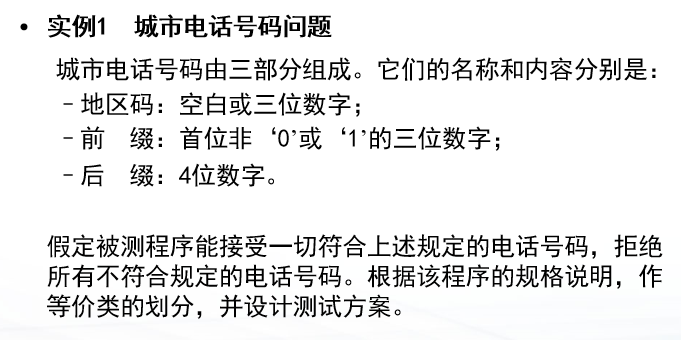 • 实例1 城市电话号码问题
城市电话号码由三部分组成。它们的名称和内容分别是：
－地区码：空白或三位数字；
－前 缀：首位非‘0’或‘1’的三位数字；
－后 缀：4位数字。
假定被测程序能接受一切符合上述规定的电话号码，拒绝
所有不符合规定的电话号码。根据该程序的规格说明，作
等价类的划分，并设计测试方案。